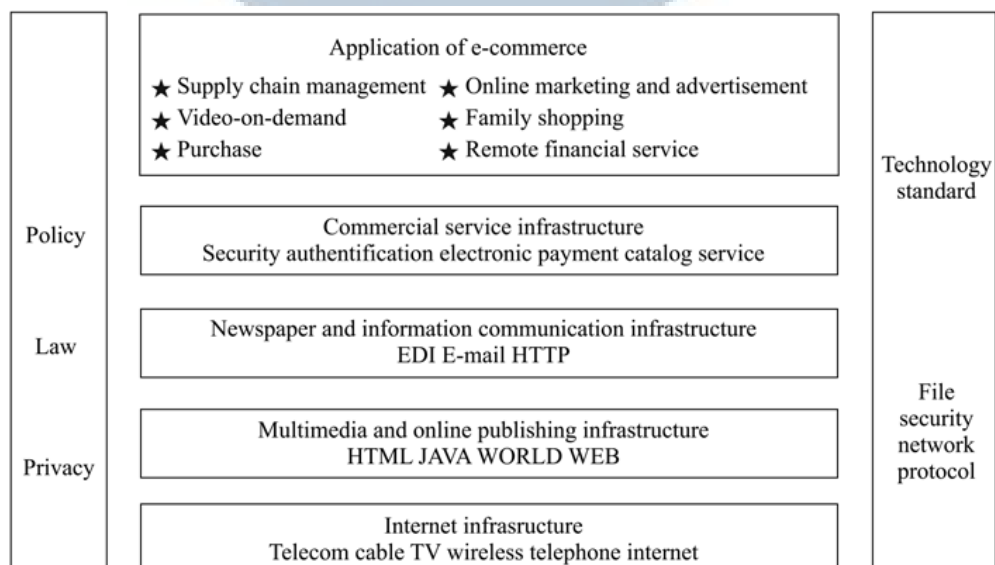 Application of e-commerce
★ Supply chain management ★ Online marketing and advertisement
★ Video-on-demand ★ Family shopping
★ Purchase ★ Remote financial service
Commercial service infrastructure
Security authentification electronic payment catalog service
Newspaper and information communication infrastructure
EDI E-mail HTTP
Multimedia and online publishing infrastructure
HTML JAVA WORLD WEB
Internet infrasructure
Telecom cable TV wireless telephone internet
Policy
Law
Privacy
Technology
standard
File
security
network
protocol